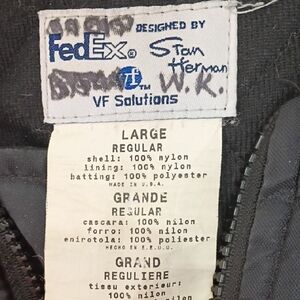 DESIGNED BY
FedEx® Stan
Herman
W.R.
VF Solutions
LARGE
REGULAR
shell: 100% nylon
lining: 100% nylon
batting: 100% polyester
MADE IN U.S.A.
GRANDE
REGULAR
cascara: 100% nilon
forro: 100% nilon
enirotola: 100% poliester
HECHO EN E.E.U.U.
GRAND
REGULIERE
tissu exterieur:
100% nilon